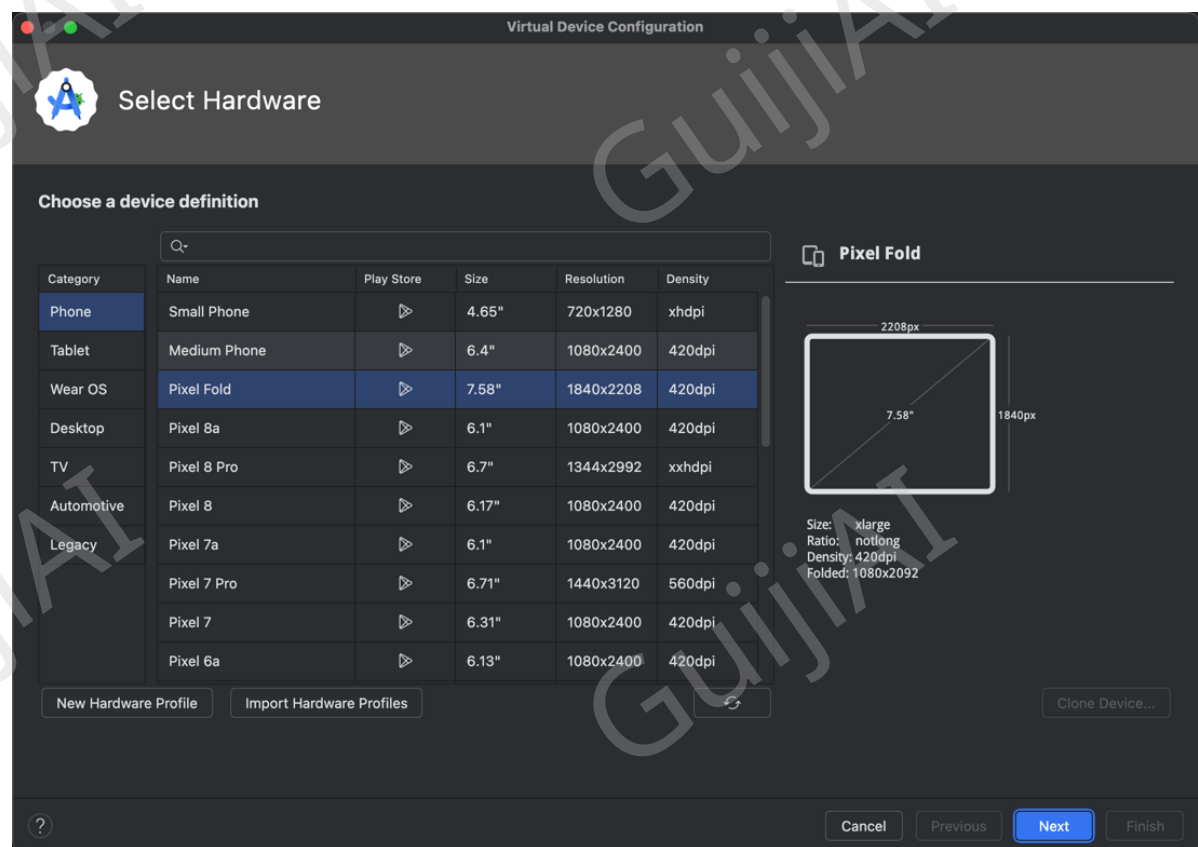 Virtual Device Configuration
Select Hardware
Choose a device definition
Category Name Play Store Size Resolution Density
Phone Small Phone 4.65" 720x1280 xhdpi
Tablet Medium Phone 6.4" 1080x2400 420dpi
Wear OS Pixel Fold 7.58" 1840x2208 420dpi
Desktop Pixel 8a 6.1" 1080x2400 420dpi
TV Pixel 8 Pro 6.7" 1344x2992 xxhdpi
Automotive Pixel 8 6.17" 1080x2400 420dpi
Legacy Pixel 7a 6.1" 1080x2400 420dpi
Pixel 7 Pro 6.71" 1440x3120 560dpi
Pixel 7 6.31" 1080x2400 420dpi
Pixel 6a 6.13" 1080x2400 420dpi
New Hardware Profile Import Hardware Profiles
Pixel Fold
2208px
7.58" 1840px
Size: xlarge
Ratio: notlong
Density: 420dpi
Folded: 1080x2092
Clone Device...
? Cancel Previous Next Finish
GuijiAI
GuijiAI